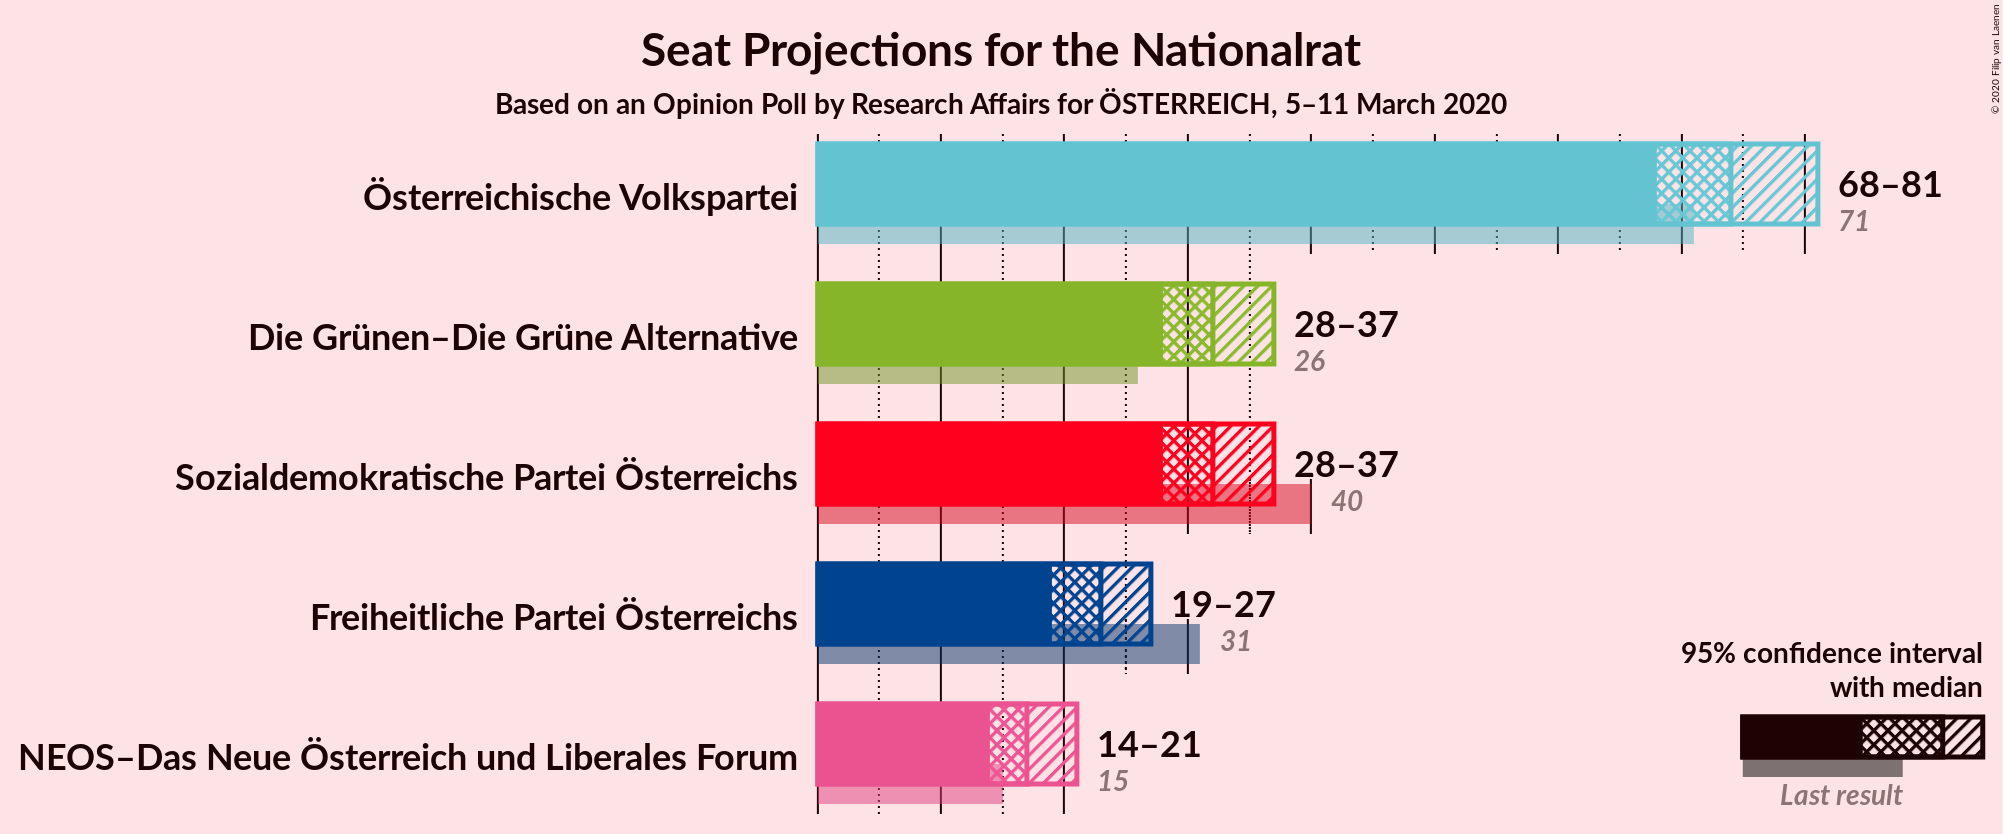 Seat Projections for the Nationalrat
Based on an Opinion Poll by Research Affairs for ÖSTERREICH, 5–11 March 2020
© 2020 Filip van Laenen
Österreichische Volkspartei
68–81
71
Die Grünen–Die Grüne Alternative
28–37
26
Sozialdemokratische Partei Österreichs
28–37
40
Freiheitliche Partei Österreichs
19–27
31
NEOS–Das Neue Österreich und Liberales Forum
14–21
15
95% confidence interval
with median
Last result